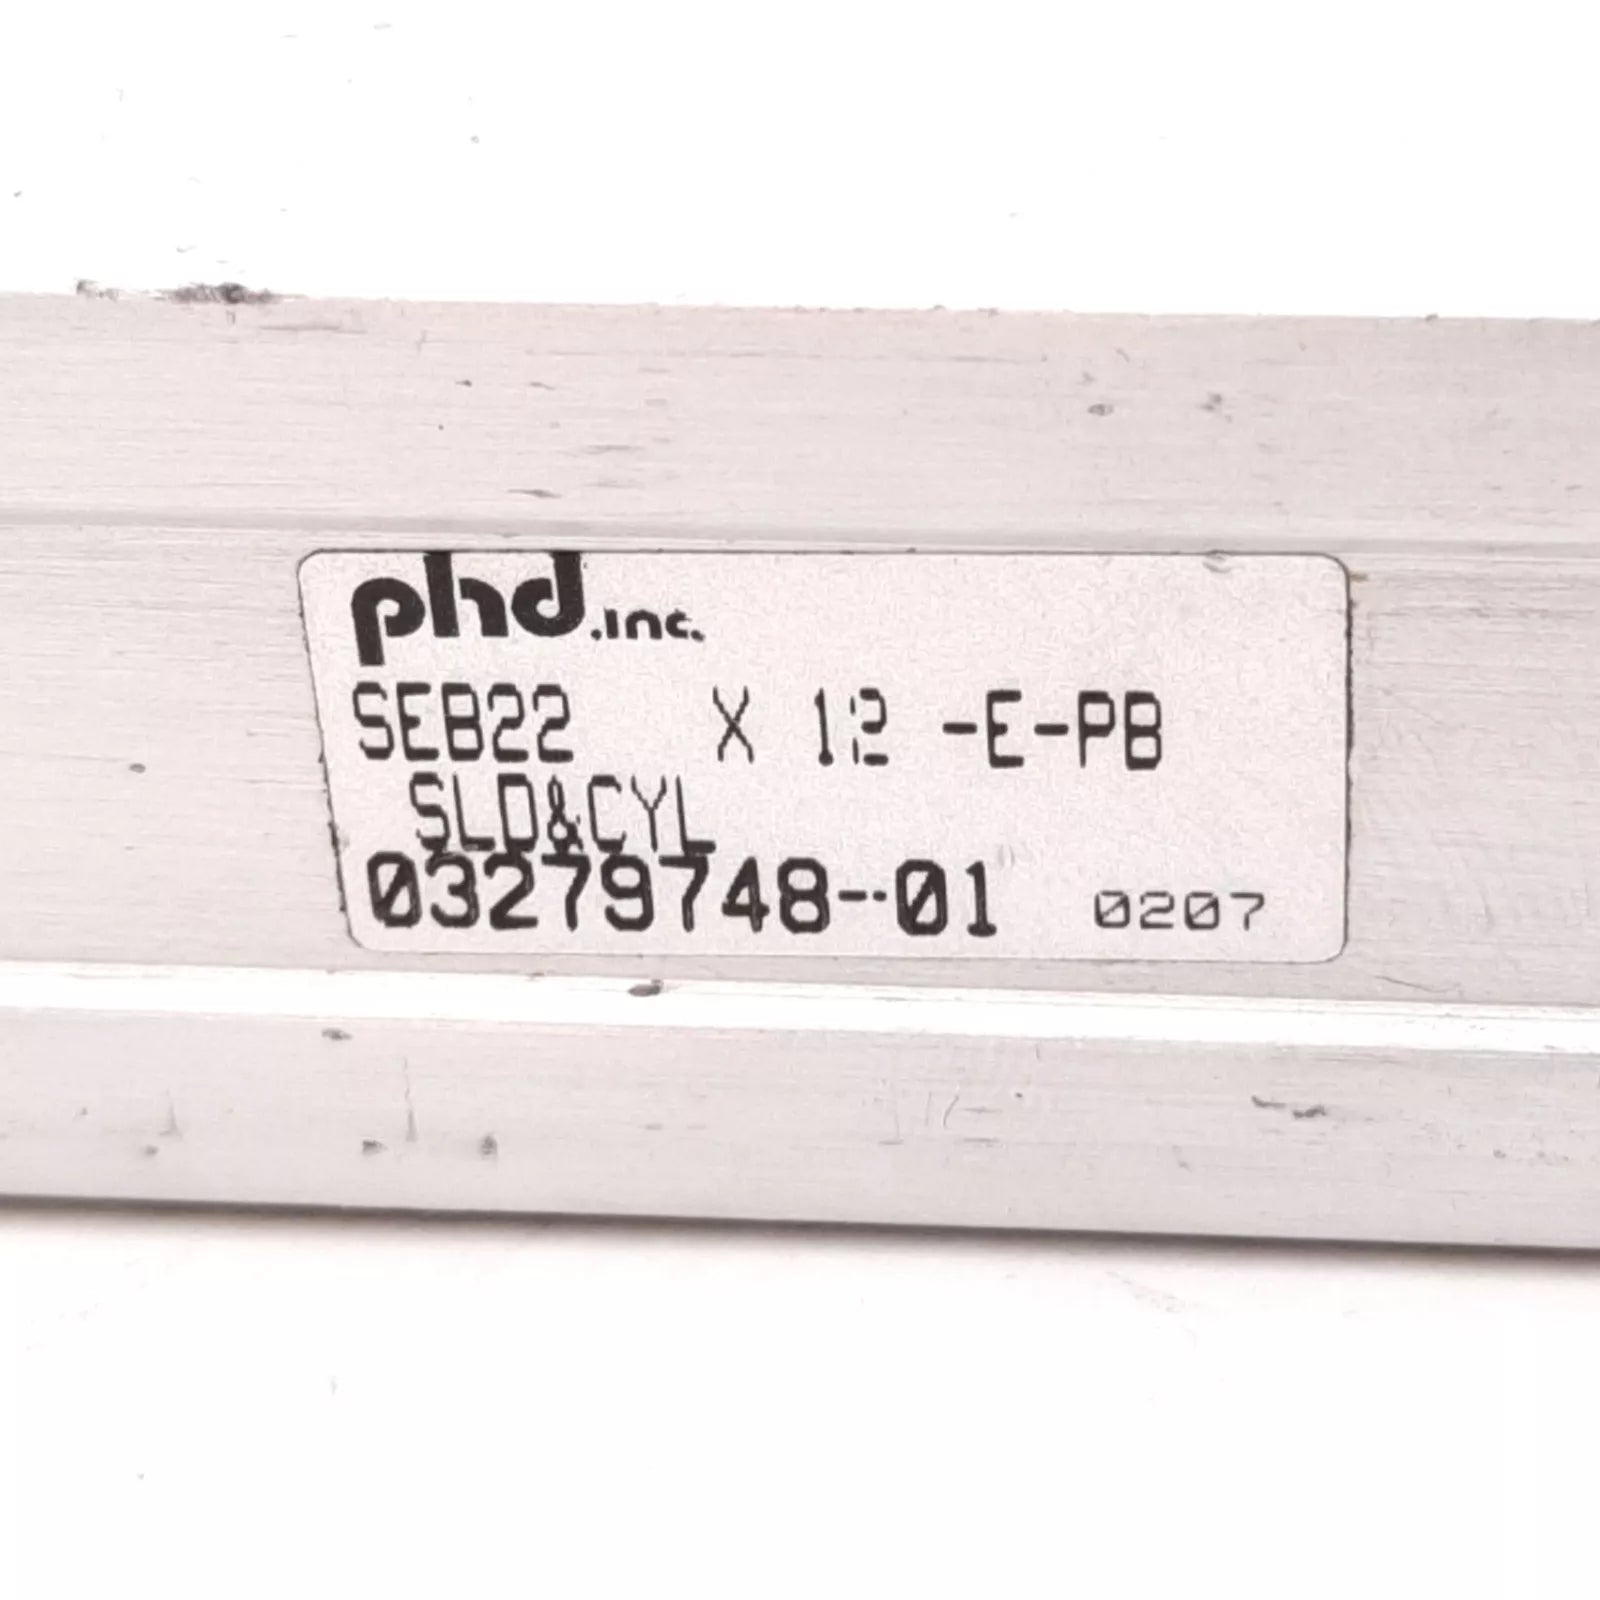 phd.inc.
SEB22 X 12 -E-PB
SLD&CYL
03279748-01 0207